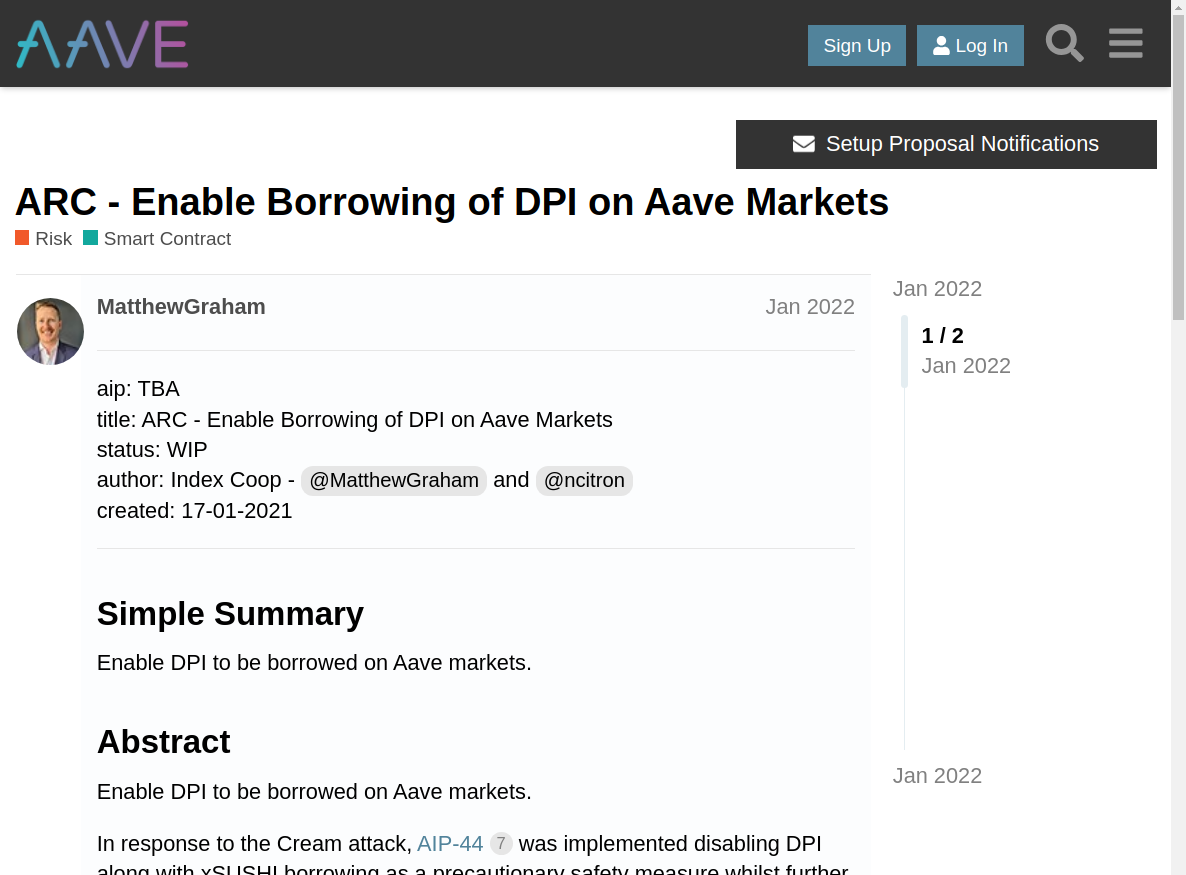 AAVE
Sign Up
Log In
Setup Proposal Notifications
ARC - Enable Borrowing of DPI on Aave Markets
Risk
Smart Contract
MatthewGraham
Jan 2022
Jan 2022
1 / 2
Jan 2022
aip: TBA
title: ARC - Enable Borrowing of DPI on Aave Markets
status: WIP
author: Index Coop - @MatthewGraham and @ncitron
created: 17-01-2021
Simple Summary
Enable DPI to be borrowed on Aave markets.
Abstract
Jan 2022
Enable DPI to be borrowed on Aave markets.
In response to the Cream attack, AIP-44 7 was implemented disabling DPI
along with xSUSHI borrowing as a precautionary safety measure whilst further